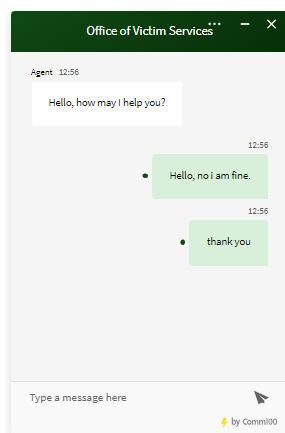 Office of Victim Services
Agent 12:56
Hello, how may I help you?
12:56
Hello, no i am fine.
12:56
thank you
Type a message here
by Comm100